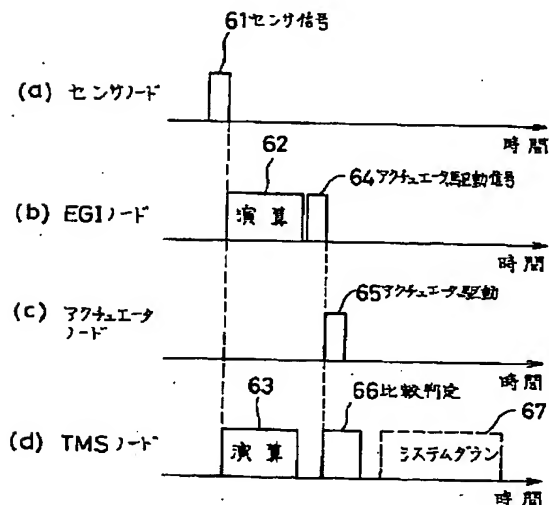 61センサ信号
(a) センサノード
時間
62
64アクチュエータ駆動信号
(b) EGIノード
演算
時間
65アクチュエータ駆動
(c) アクチュエータ
ノード
時間
63
66比較判定
67
(d) TMSノード
演算
システムダウン
時間